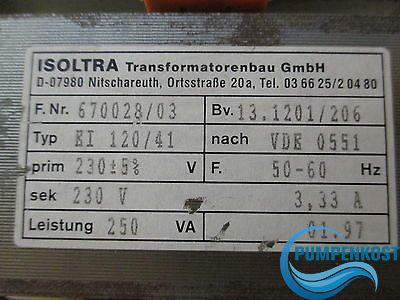 ISOLTRA Transformatorenbau GmbH
D-07980 Nitschareuth, Ortsstraße 20a, Tel. 03 66 25/2 04 80
F. Nr. 670028/03 Bv. 13.1201/206
Typ EI 120/41 nach VDE 0551
prim 230±5% V F. 50-60 Hz
sek 230 V 3,33 A
Leistung 250 VA 01.97
PUMPENKOST